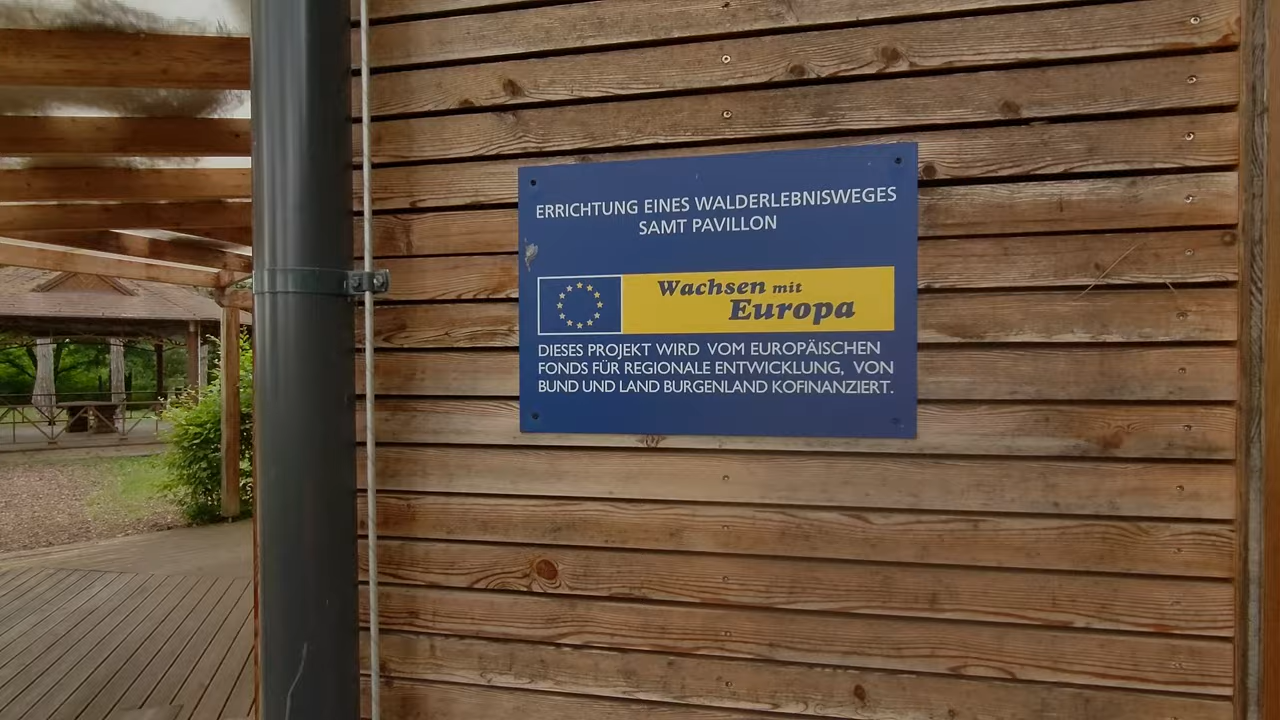 ERRICHTUNG EINES WALDERLEBNISWEGES
SAMT PAVILLON
Wachsen mit
Europa
DIESES PROJEKT WIRD VOM EUROPÄISCHEN
FONDS FÜR REGIONALE ENTWICKLUNG, VON
BUND UND LAND BURGENLAND KOFINANZIERT.